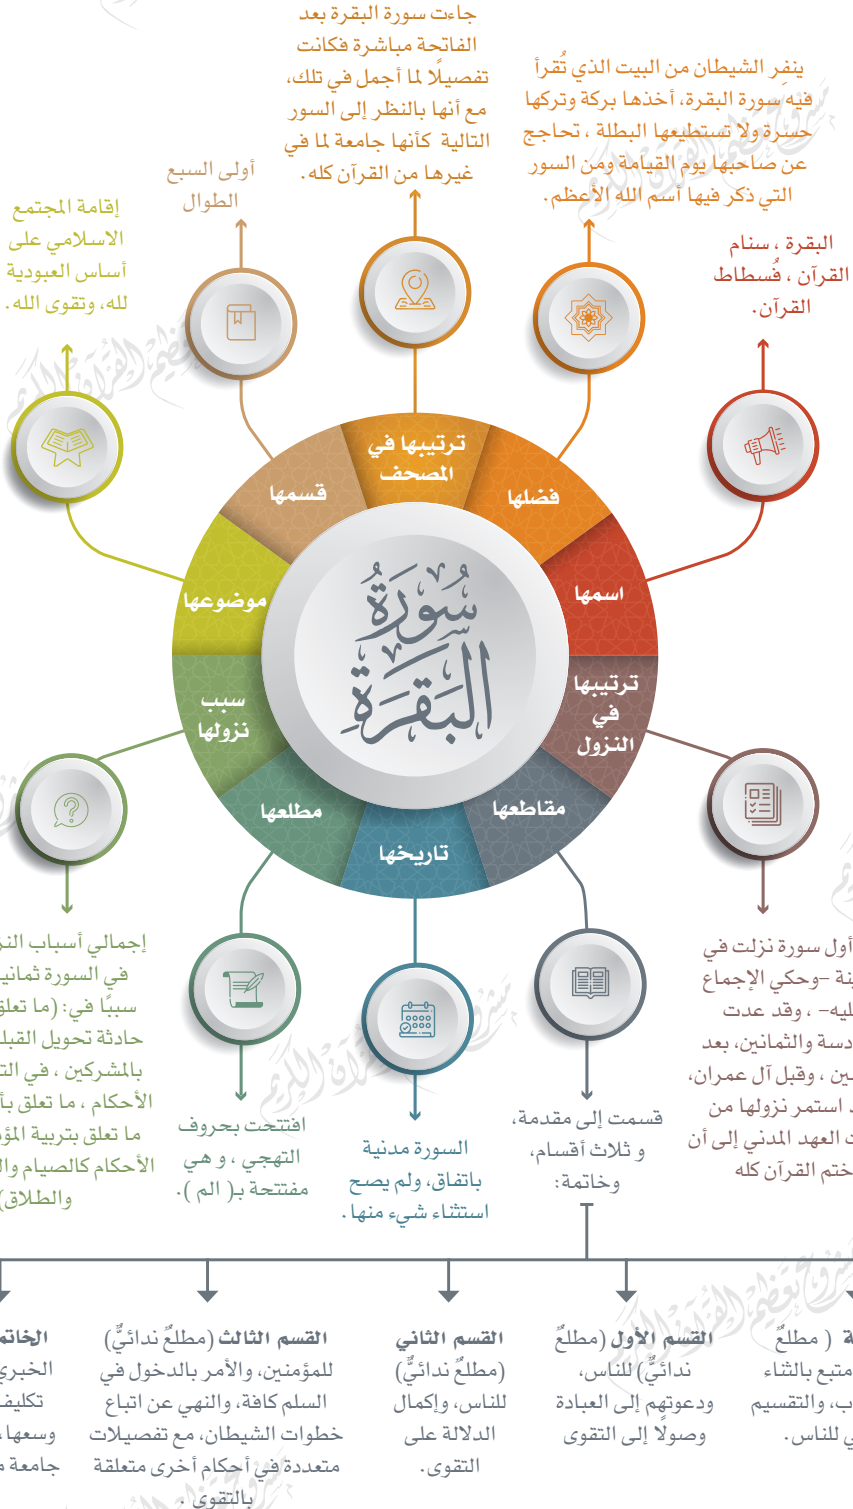 جاءت سورة البقرة بعد
الفاتحة مباشرة فكانت
تفصيلًا لما أجمل في تلك،
مع أنها بالنظر إلى السور
التالية كأنها جامعة لما في
غيرها من القرآن كله.
ينفِر الشيطان من البيت الذي تُقرأ
فيه سورة البقرة، أخذها بركة وتركها
حسرة ولا تستطيعها البطلة ، تحاجج
عن صاحبها يوم القيامة ومن السور
التي ذكر فيها أسم الله الأعظم.
أولى السبع
الطوال
إقامة المجتمع
الاسلامي على
أساس العبودية
لله، وتقوى الله.
البقرة ، سنام
القرآن ، فُسطاط
القرآن.
ترتيبها في
المصحف
فضلها
قسمها
اسمها
موضوعها
سُورَةُ
البَقَرَةِ
ترتيبها
في
النزول
سبب
نزولها
مقاطعها
مطلعها
تاريخها
أول سورة نزلت في
–وحكي الإجماع
، وقد عدت
والثمانين، بعد
، وقبل آل عمران،
استمر نزولها من
العهد المدني إلى أن
ختم القرآن كله
إجمالي أسباب
في السورة
سببًا في: (ما
حادثة تحويل
بالمشركين ، في
الأحكام ، ما تعلق
ما تعلق بتربية
الأحكام كالصيام
والطلاق)
قسمت إلى مقدمة،
و ثلاث أقسام،
وخاتمة:
السورة مدنية
باتفاق، ولم يصح
استثناء شيء منها.
افتتحت بحروف
التهجي ، و هي
مفتتحة بـ( الم ).
( مطلعٌ
متبع بالثناء
والتقسيم
للناس.
القسم الأول (مطلعٌ
ندائيٌّ) للناس،
ودعوتهم إلى العبادة
وصولًا إلى التقوى
القسم الثاني
(مطلعٌ ندائيٌّ)
للناس، وإكمال
الدلالة على
التقوى.
القسم الثالث (مطلعٌ ندائيٌّ)
للمؤمنين، والأمر بالدخول في
السلم كافة، والنهي عن اتباع
خطوات الشيطان، مع تفصيلات
متعددة في أحكام أخرى متعلقة
بالتقوى .
وسعها،
جامعة